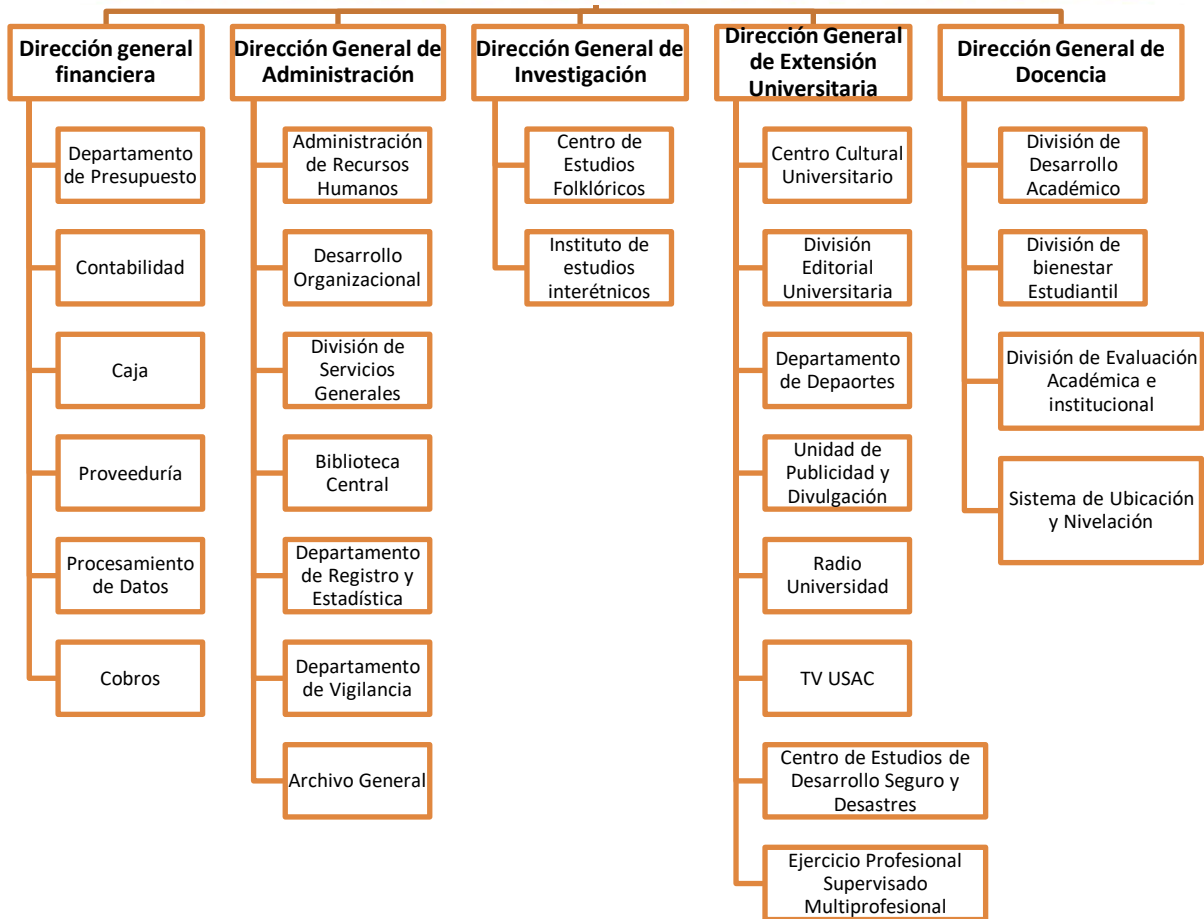 Dirección general
financiera
Departamento
de Presupuesto
Contabilidad
Caja
Proveeduría
Procesamiento
de Datos
Cobros
Dirección General de
Administración
Administración
de Recursos
Humanos
Desarrollo
Organizacional
División de
Servicios
Generales
Biblioteca
Central
Departamento
de Registro y
Estadística
Departamento
de Vigilancia
Archivo General
Dirección General de
Investigación
Centro de
Estudios
Folklóricos
Instituto de
estudios
interétnicos
Dirección General
de Extensión
Universitaria
Centro Cultural
Universitario
División
Editorial
Universitaria
Departamento
de Depaortes
Unidad de
Publicidad y
Divulgación
Radio
Universidad
TV USAC
Centro de Estudios de
Desarrollo Seguro y
Desastres
Ejercicio Profesional
Supervisado
Multiprofesional
Dirección General de
Docencia
División de
Desarrollo
Académico
División de
bienestar
Estudiantil
División de Evaluación
Académica e
institucional
Sistema de Ubicación
y Nivelación